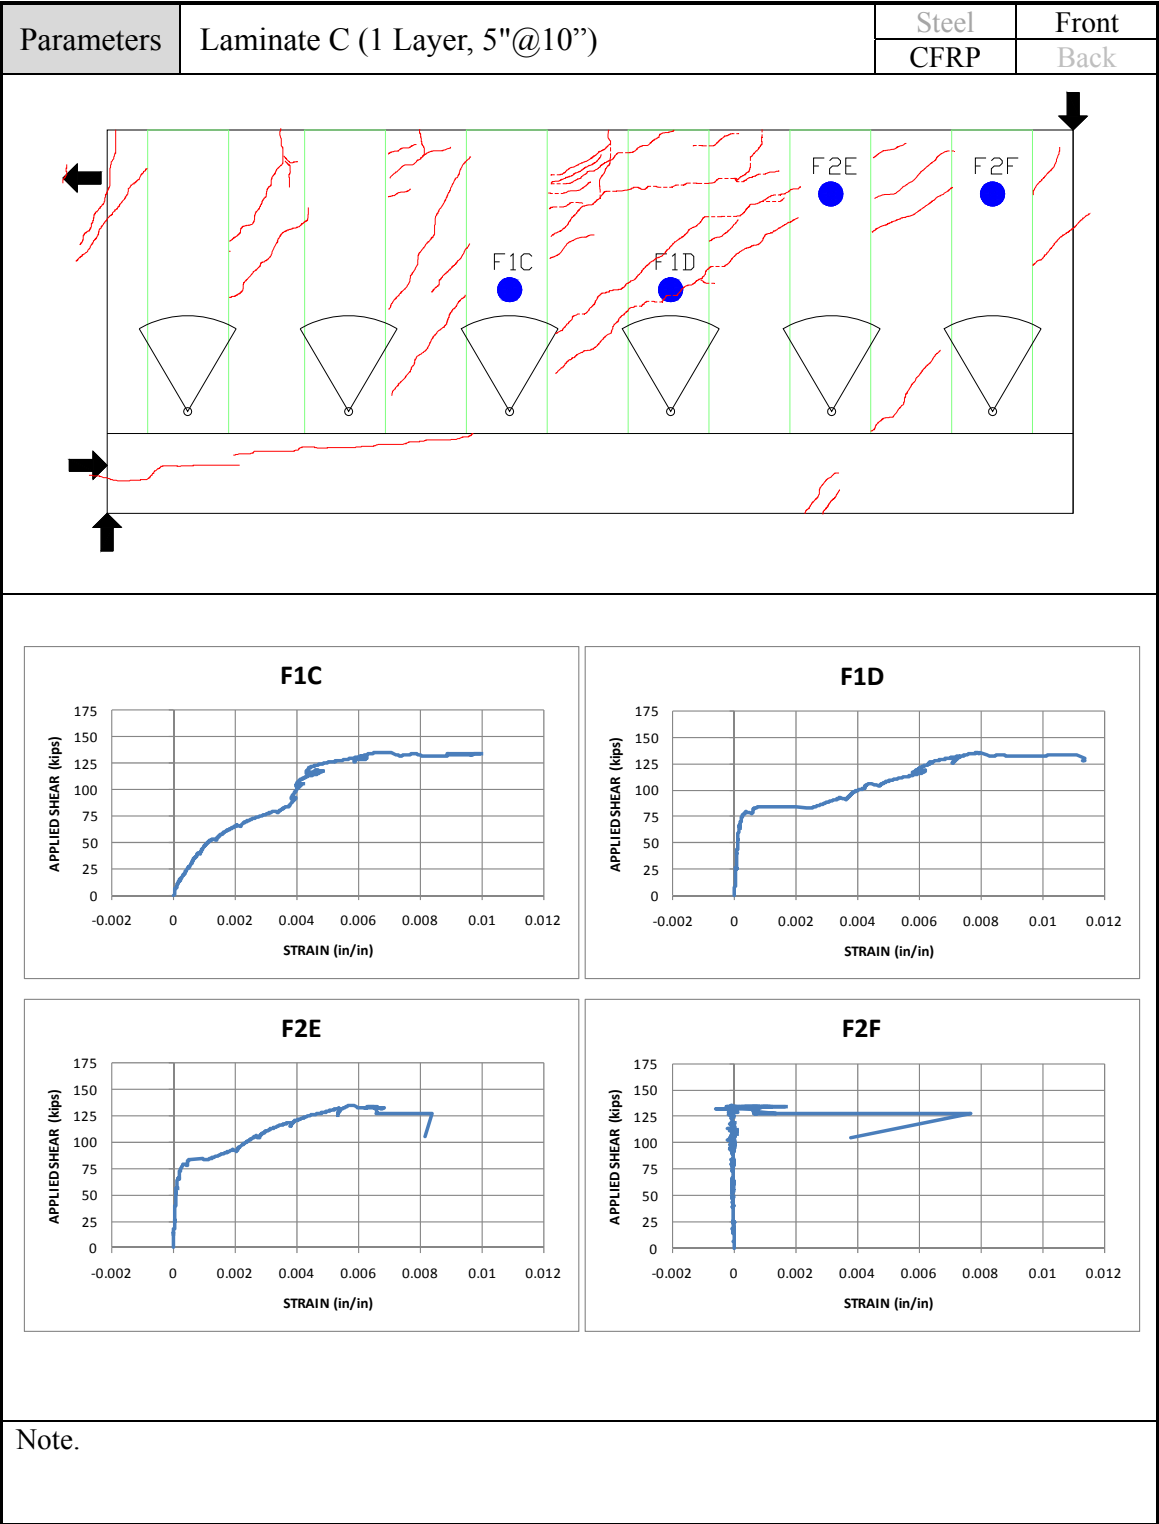 Parameters
Laminate C (1 Layer, 5"@10”)
Steel
Front
CFRP
Back
F2E
F2F
F1C
F1D
F1C
175
150
125
100
75
50
25
0
-0.002 0 0.002 0.004 0.006 0.008 0.01 0.012
APPLIED SHEAR (kips)
STRAIN (in/in)
F1D
175
150
125
100
75
50
25
0
-0.002 0 0.002 0.004 0.006 0.008 0.01 0.012
APPLIED SHEAR (kips)
STRAIN (in/in)
F2E
175
150
125
100
75
50
25
0
-0.002 0 0.002 0.004 0.006 0.008 0.01 0.012
APPLIED SHEAR (kips)
STRAIN (in/in)
F2F
175
150
125
100
75
50
25
0
-0.002 0 0.002 0.004 0.006 0.008 0.01 0.012
APPLIED SHEAR (kips)
STRAIN (in/in)
Note.